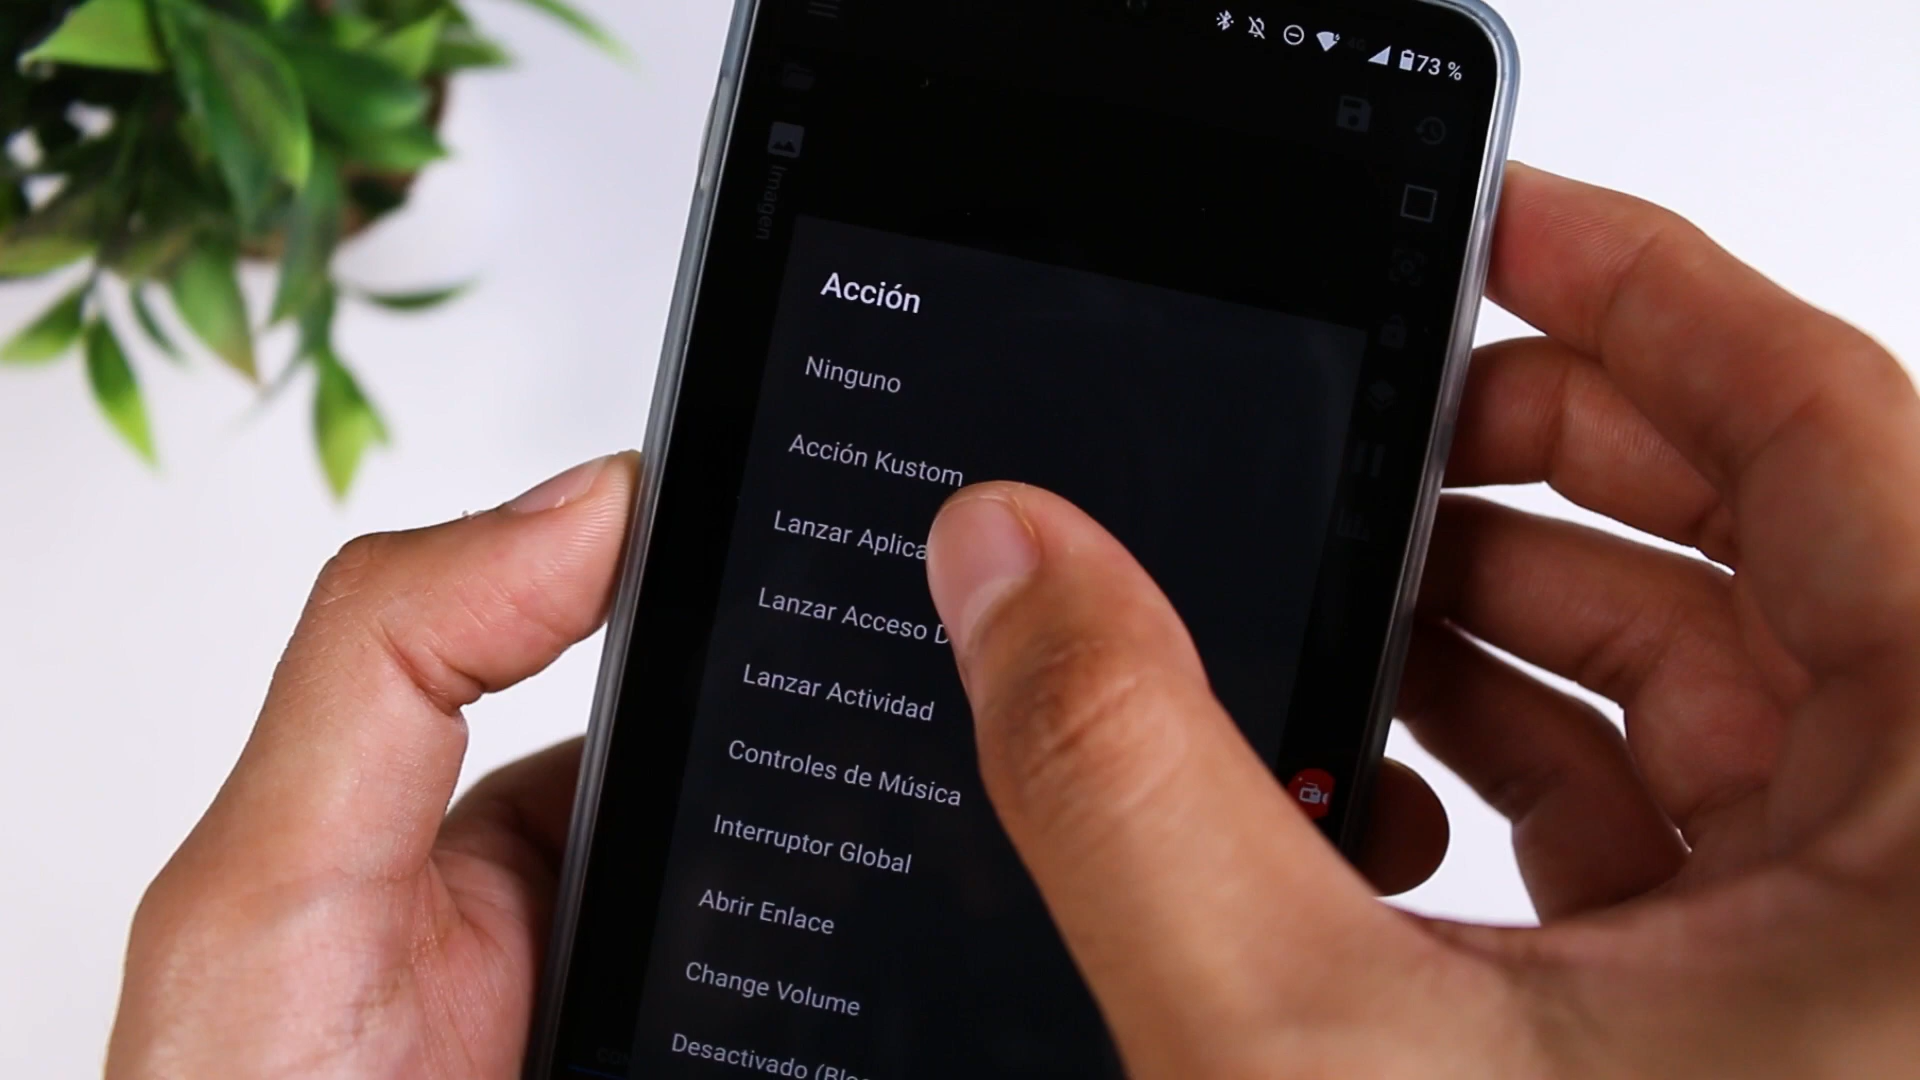 73 %
Imagen
Acción
Ninguno
Acción Kustom
Lanzar
Lanzar Acceso
Lanzar Actividad
Controles de Música
Interruptor Global
Abrir Enlace
Change Volume
Desactivado